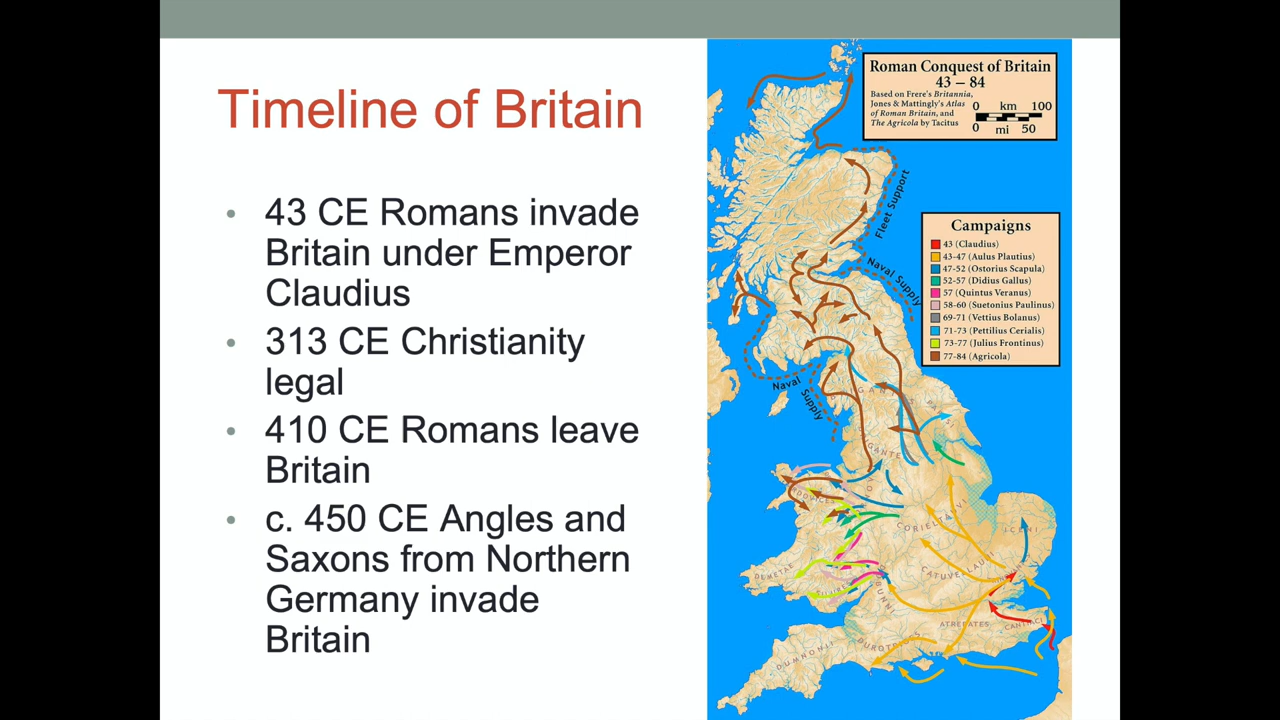 Timeline of Britain
• 43 CE Romans invade
Britain under Emperor
Claudius
• 313 CE Christianity
legal
• 410 CE Romans leave
Britain
• c. 450 CE Angles and
Saxons from Northern
Germany invade
Britain
Roman Conquest of Britain
43 – 84
Based on Frere's Britannia,
Jones & Mattingly's Atlas
of Roman Britain, and
The Agricola by Tacitus
0 km 100
0 mi 50
Fleet Support
Campaigns
43 (Claudius)
43-47 (Aulus Plautius)
47-52 (Ostorius Scapula)
52-57 (Didius Gallus)
57 (Quintus Veranus)
58-60 (Suetonius Paulinus)
69-71 (Vettius Bolanus)
71-73 (Petillius Cerialis)
73-77 (Julius Frontinus)
77-84 (Agricola)
Naval Supply
Naval Supply
CORIELTAUVI
ICENI
CATUVELLAUNI
DEMETAE
ATREBATES
CANTIACI
DUROTRIGES
DUMNONII